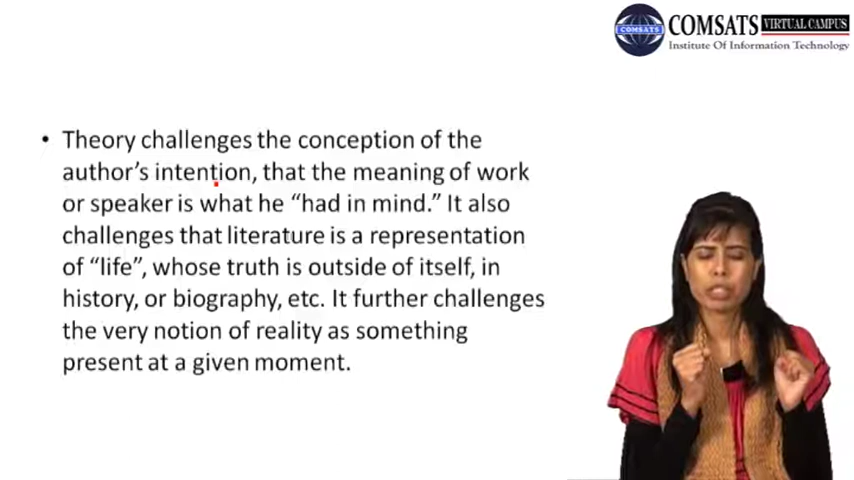 COMSATS
COMSATS VIRTUAL CAMPUS
Institute Of Information Technology
• Theory challenges the conception of the
author’s intention, that the meaning of work
or speaker is what he “had in mind.” It also
challenges that literature is a representation
of “life”, whose truth is outside of itself, in
history, or biography, etc. It further challenges
the very notion of reality as something
present at a given moment.